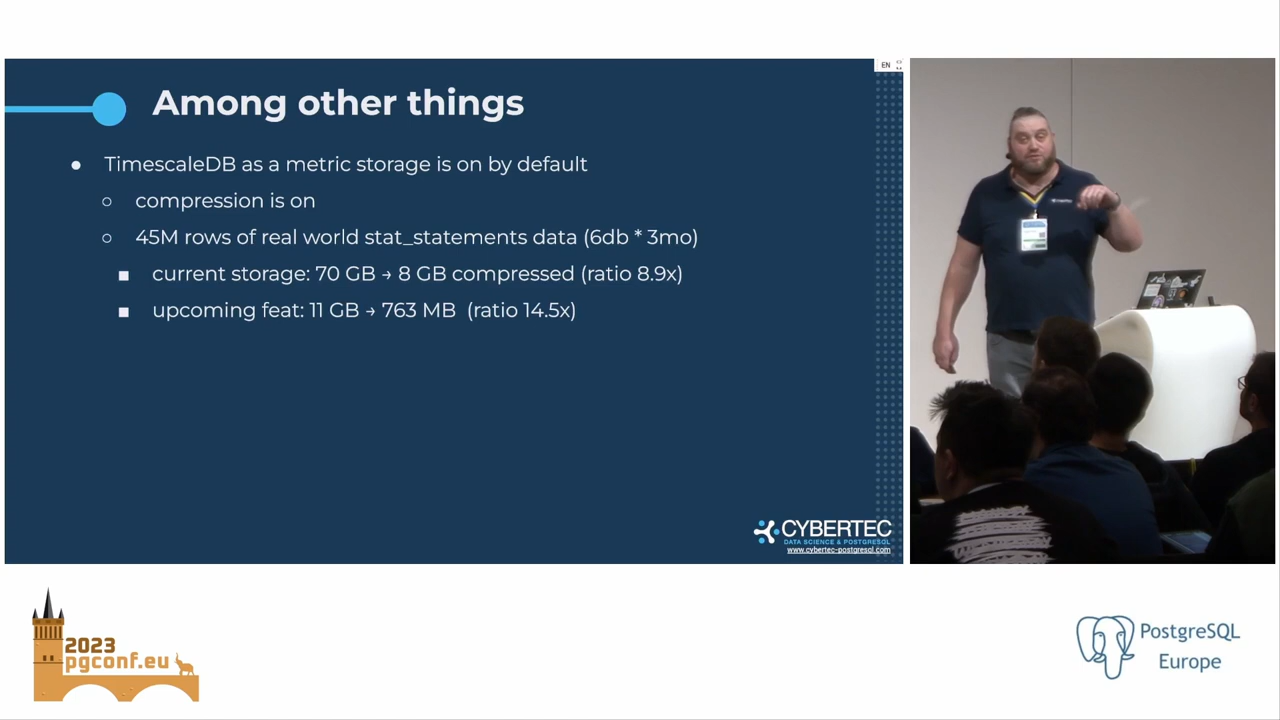 EN
Among other things
● TimescaleDB as a metric storage is on by default
○ compression is on
○ 45M rows of real world stat_statements data (6db * 3mo)
■ current storage: 70 GB → 8 GB compressed (ratio 8.9x)
■ upcoming feat: 11 GB → 763 MB (ratio 14.5x)
CYBERTEC
DATA SCIENCE & POSTGRESQL
www.cybertec-postgresql.com
2023
pgconf.eu
PostgreSQL
Europe